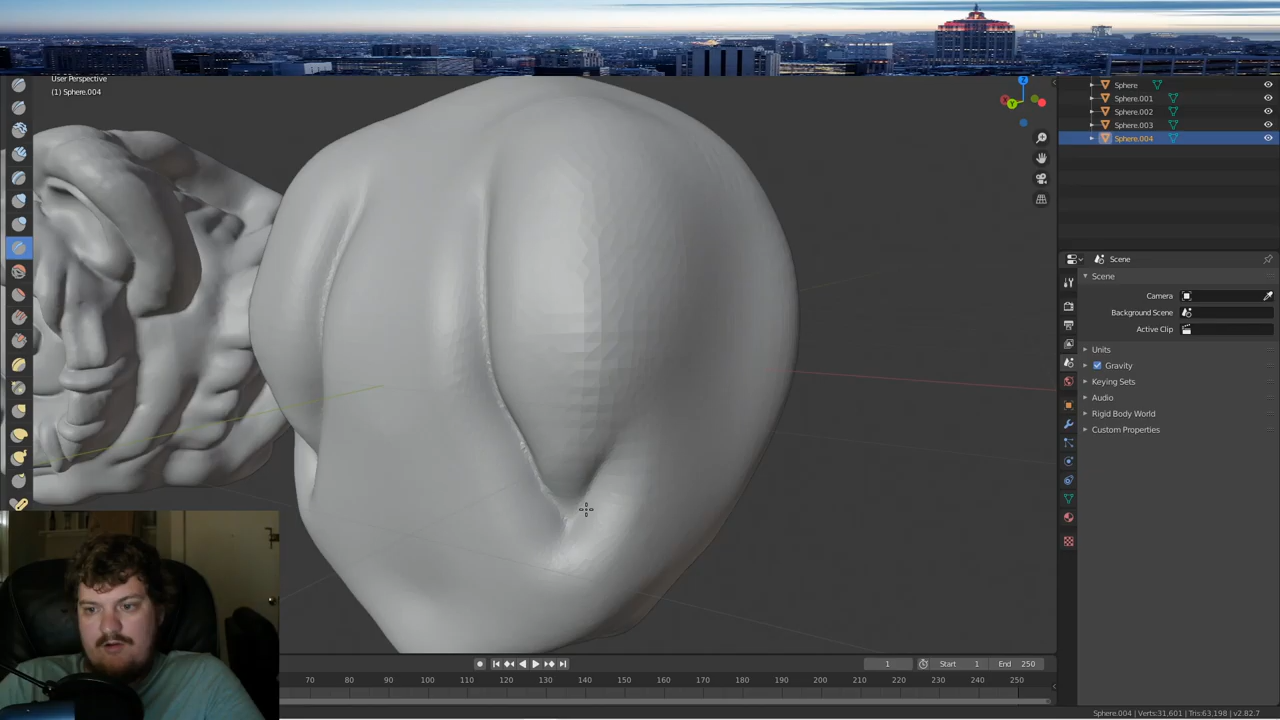 User Perspective
(1) Sphere.004
Sphere
Sphere.001
Sphere.002
Sphere.003
Sphere.004
Z
X
Y
Scene
Scene
Camera
Background Scene
Active Clip
Units
Gravity
Keying Sets
Audio
Rigid Body World
Custom Properties
1
Start 1
End 250
70 80 90 100 110 120 130 140 150 160 170 180 190 200 210 220 230 240 250
Sphere.004 | Verts:31,601 | Tris:63,198 | v2.82.7